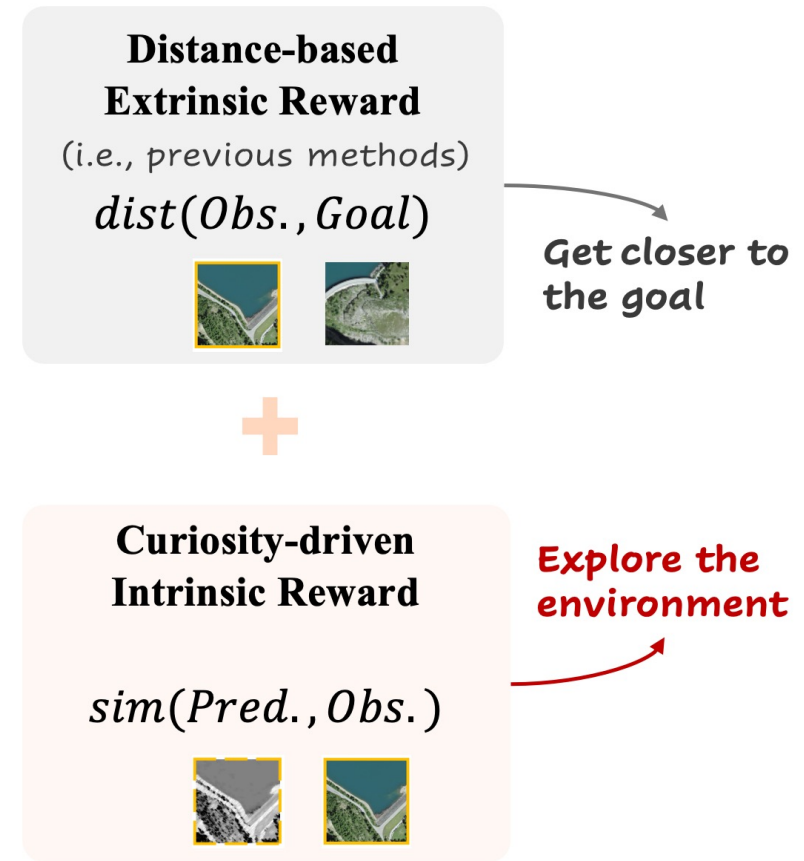 Distance-based
Extrinsic Reward
(i.e., previous methods)
dist(Obs., Goal)
Get closer to
the goal
+
Curiosity-driven
Intrinsic Reward
Explore the
environment
sim(Pred., Obs.)